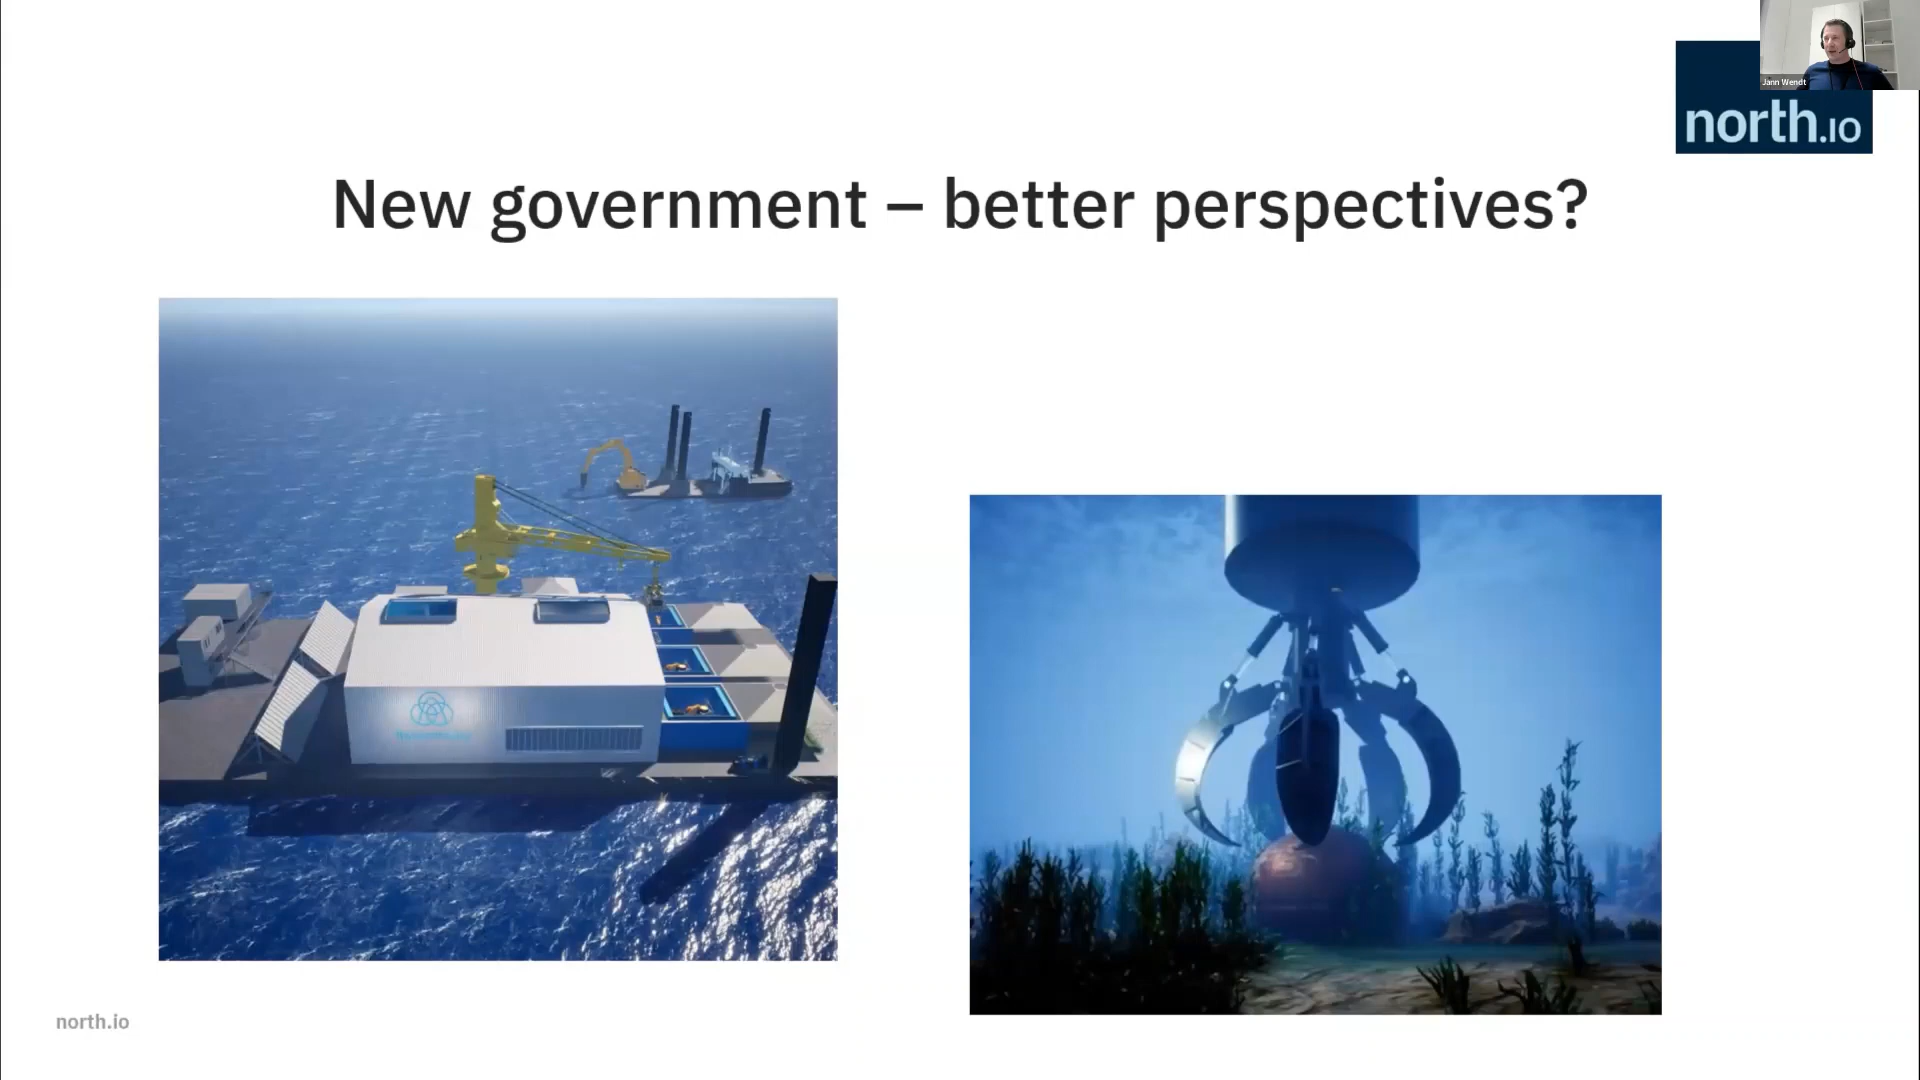 Jann Wendt
north.io
New government – better perspectives?
north.io